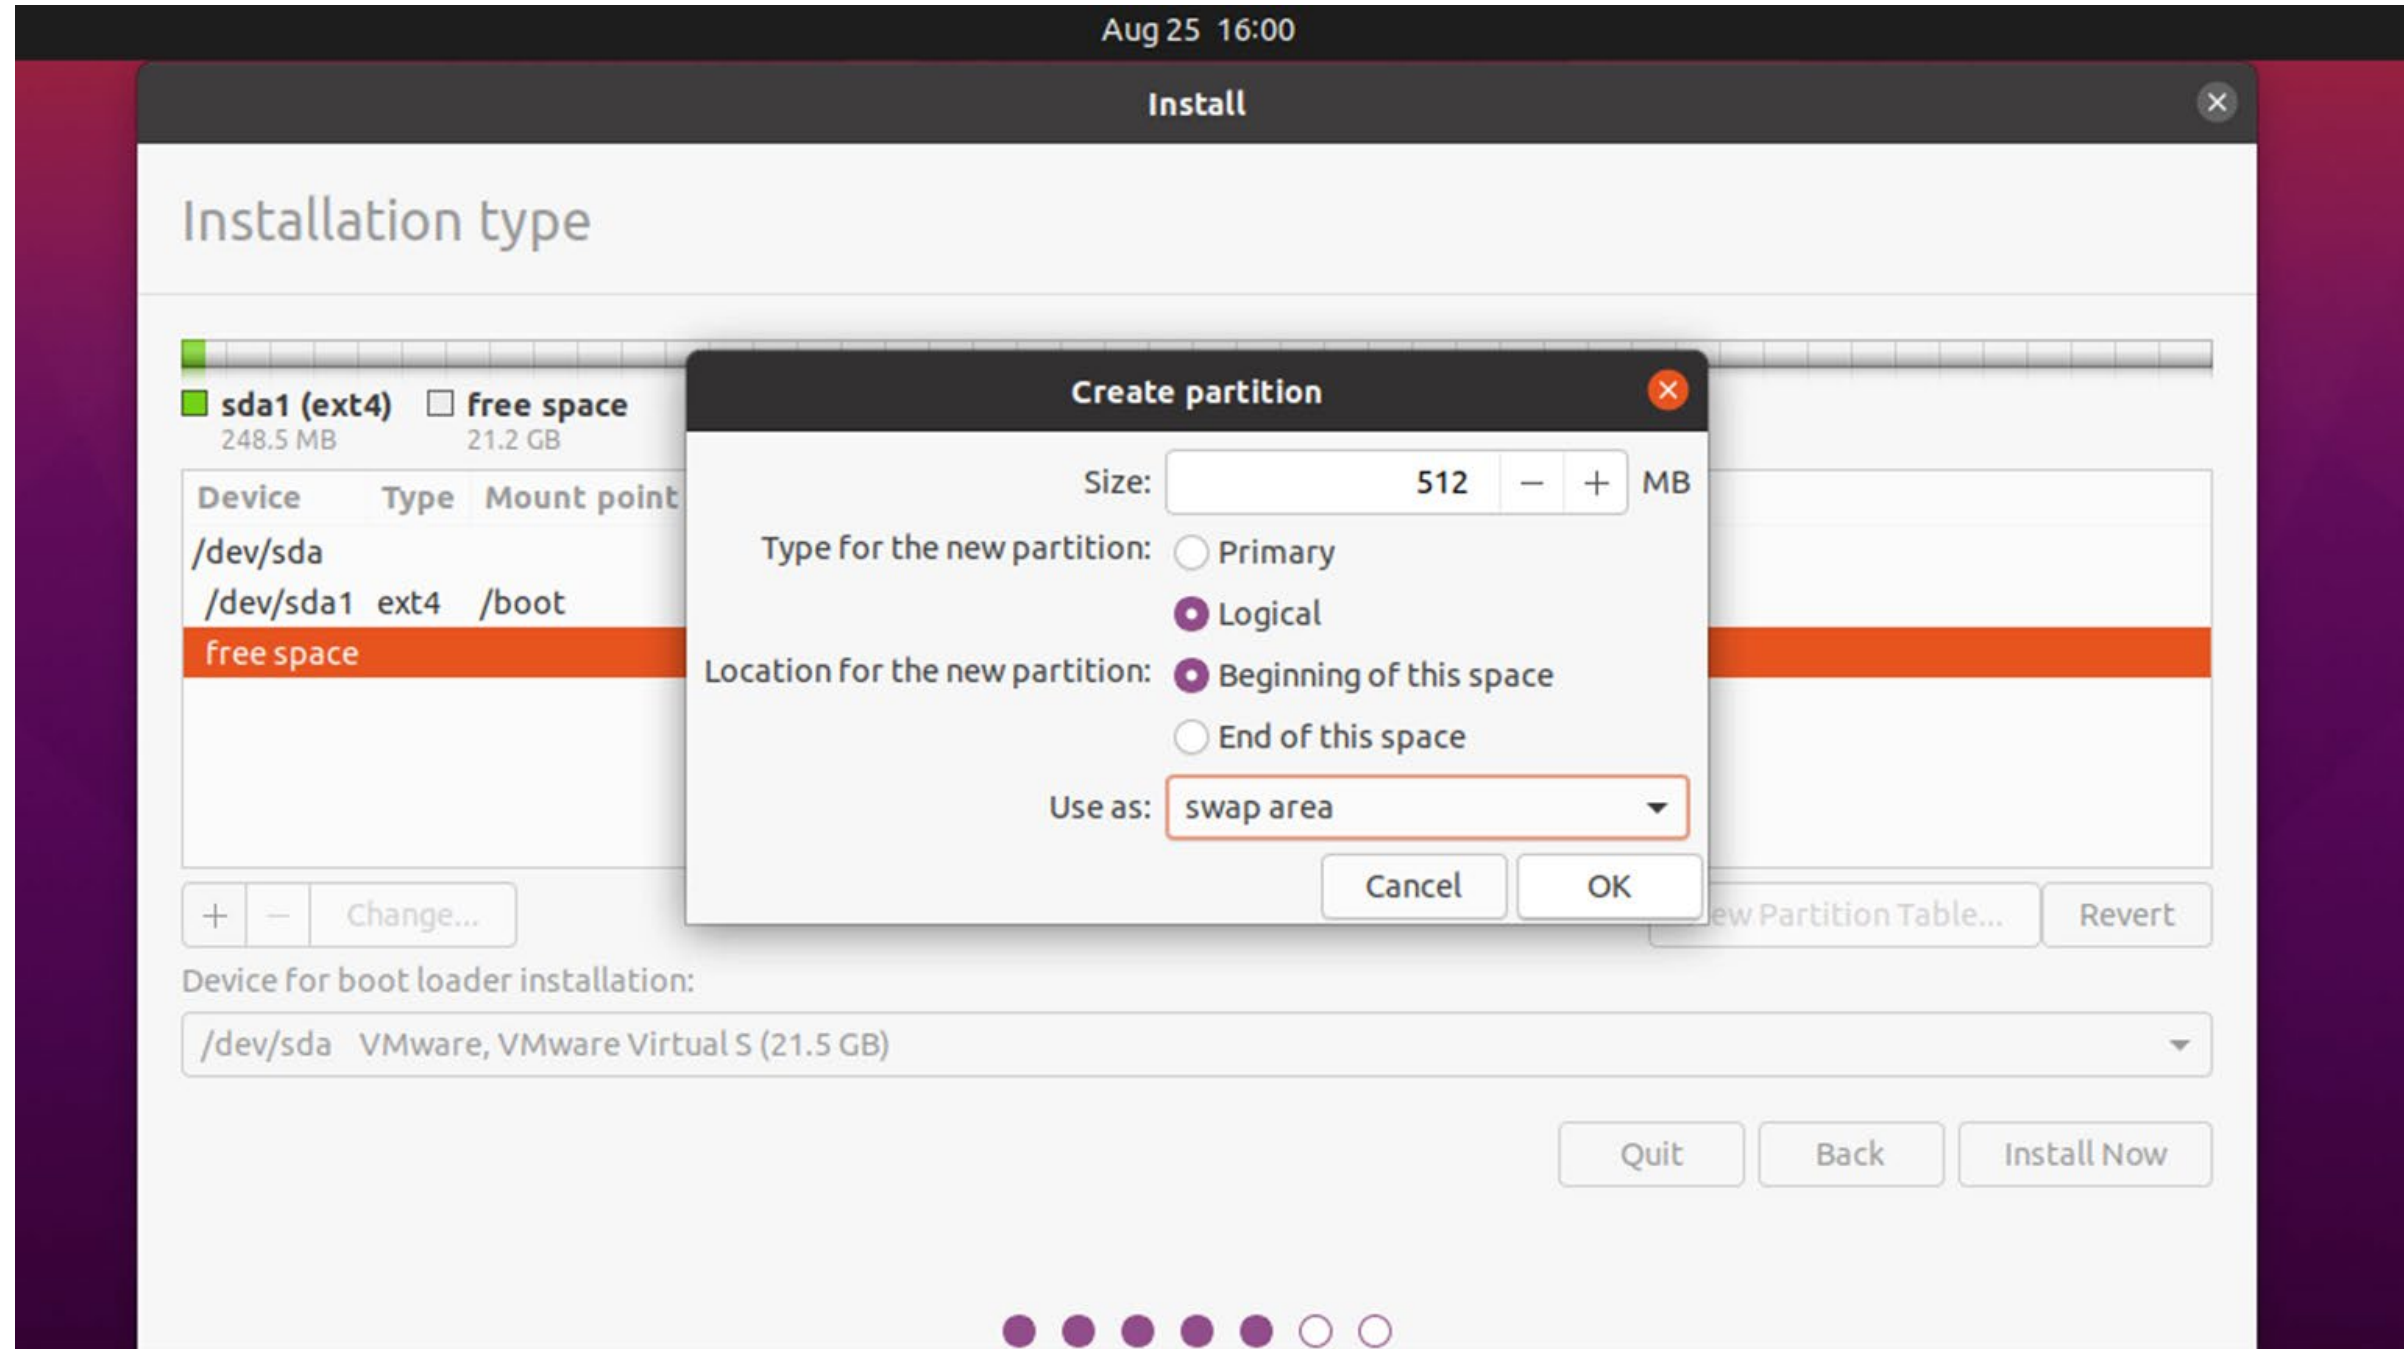 Aug 25 16:00
Install
Installation type
sda1 (ext4) free space
248.5 MB 21.2 GB
Create partition
Size: 512 − + MB
Type for the new partition: Primary
Logical
Location for the new partition: Beginning of this space
End of this space
Use as: swap area
Cancel OK
Device Type Mount point
/dev/sda
/dev/sda1 ext4 /boot
free space
+ − Change... ew Partition Table... Revert
Device for boot loader installation:
/dev/sda VMware, VMware Virtual S (21.5 GB)
Quit Back Install Now